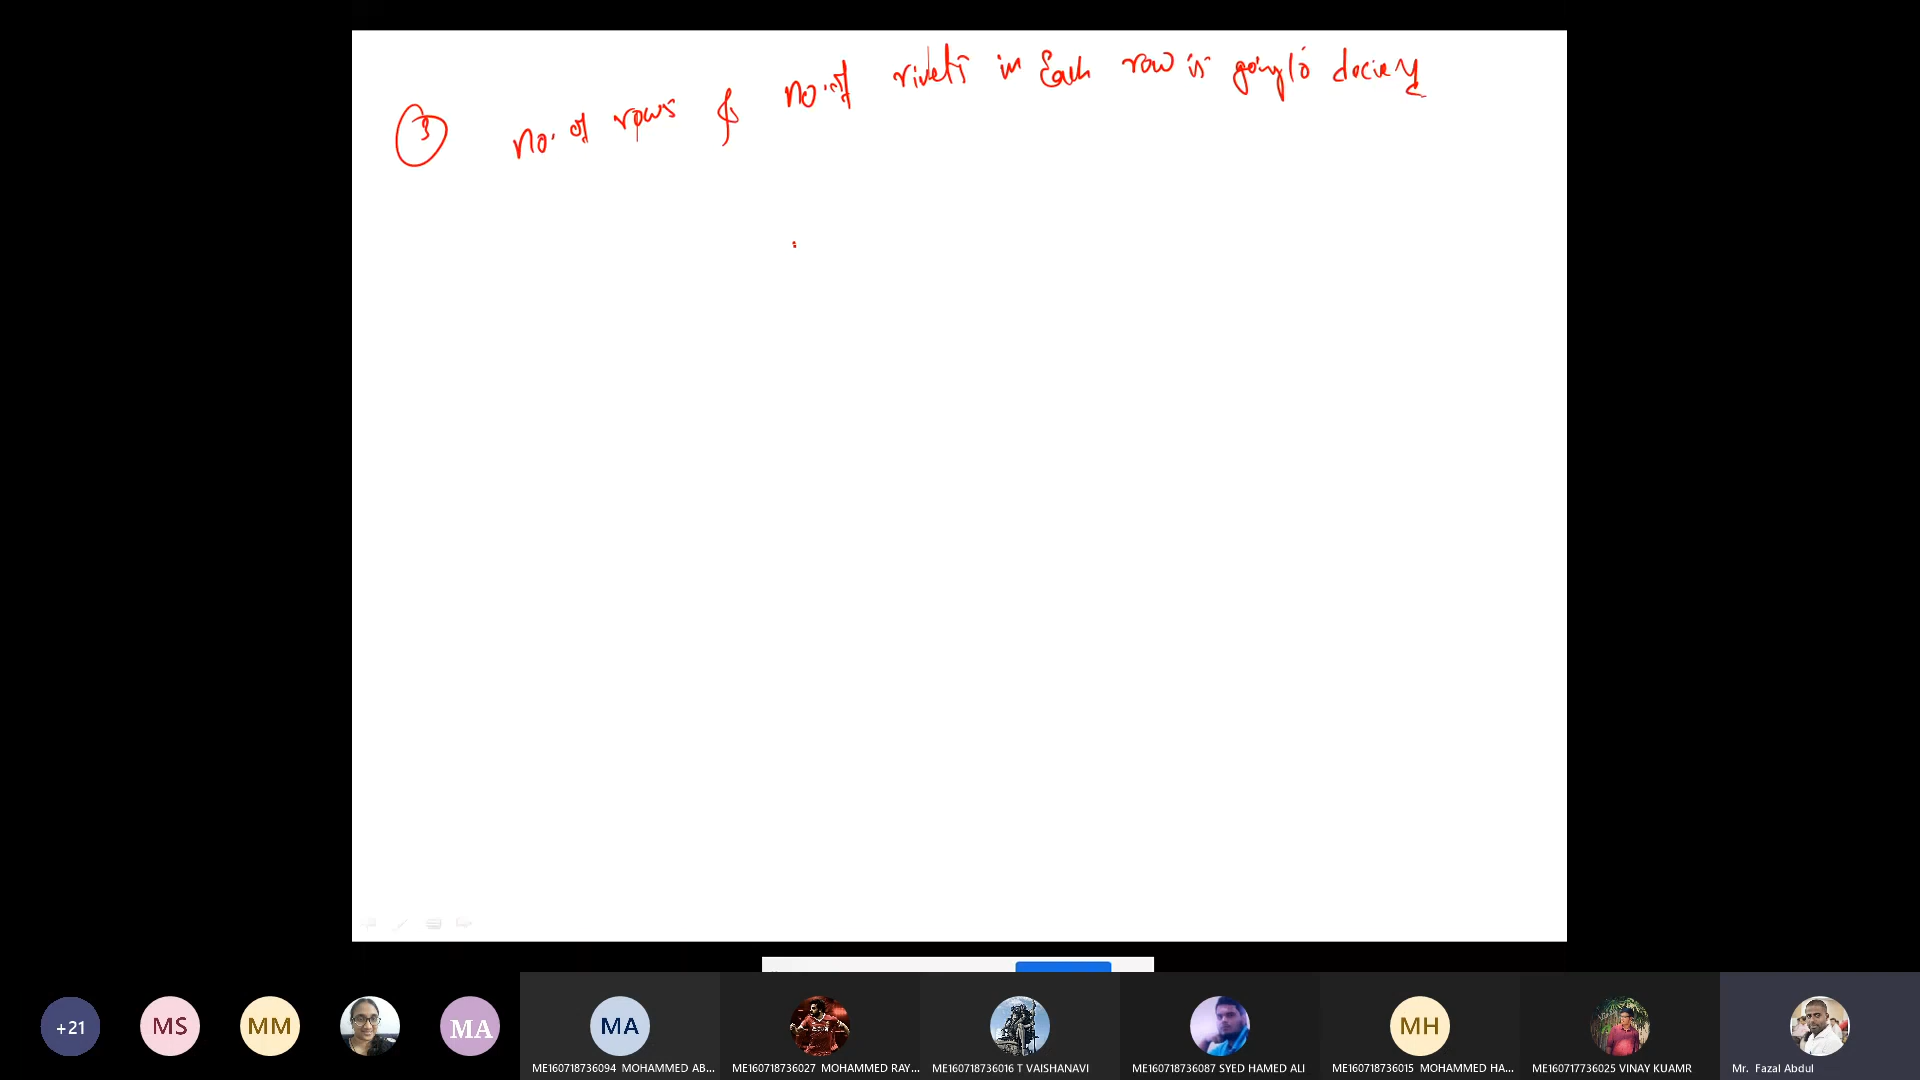 ③ no. of rows & no. of rivets in Each row is going to
+21
MS
MM
MA
MA
MH
ME160718736094 MOHAMMED AB...
ME160718736027 MOHAMMED RAY...
ME160718736016 T VAISHANAVI
ME160718736087 SYED HAMED ALI
ME160718736015 MOHAMMED HA...
ME160717736025 VINAY KUAMR
Mr. Fazal Abdul